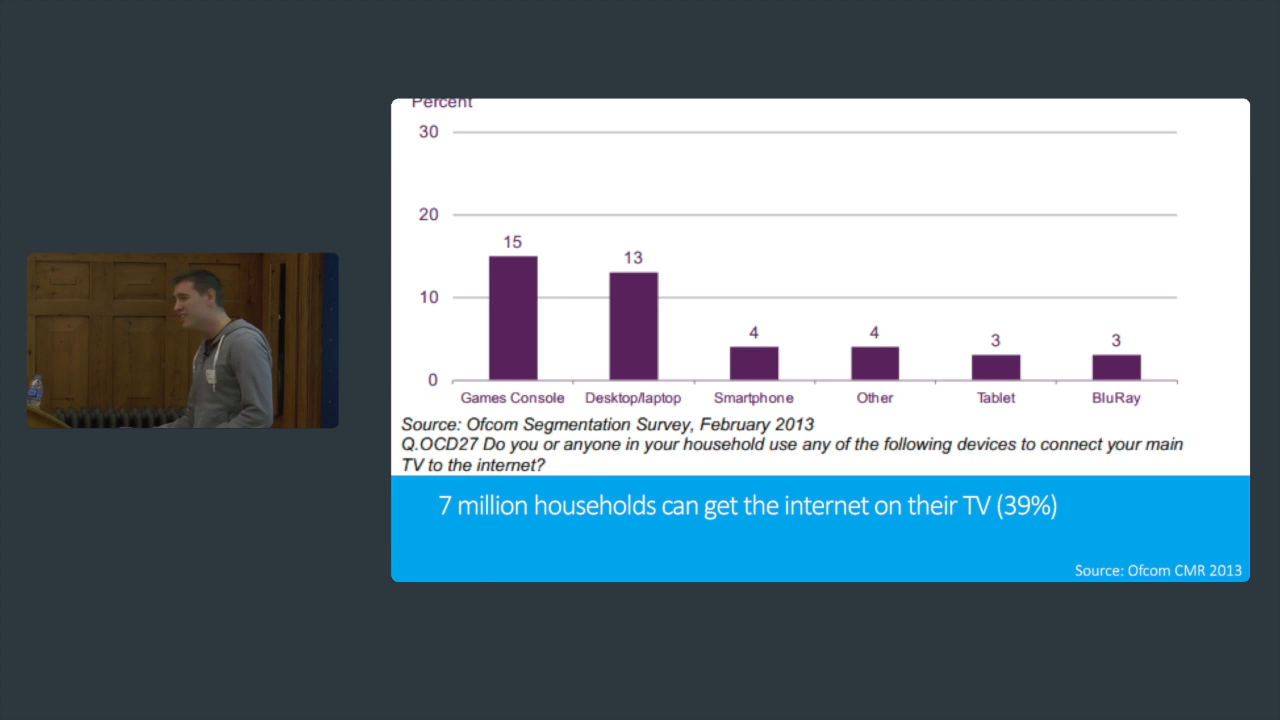 Percent
30
20
10
0
15
13
4
4
3
3
Games Console
Desktop/laptop
Smartphone
Other
Tablet
BluRay
Source: Ofcom Segmentation Survey, February 2013
Q.OCD27 Do you or anyone in your household use any of the following devices to connect your main
TV to the internet?
7 million households can get the internet on their TV (39%)
Source: Ofcom CMR 2013